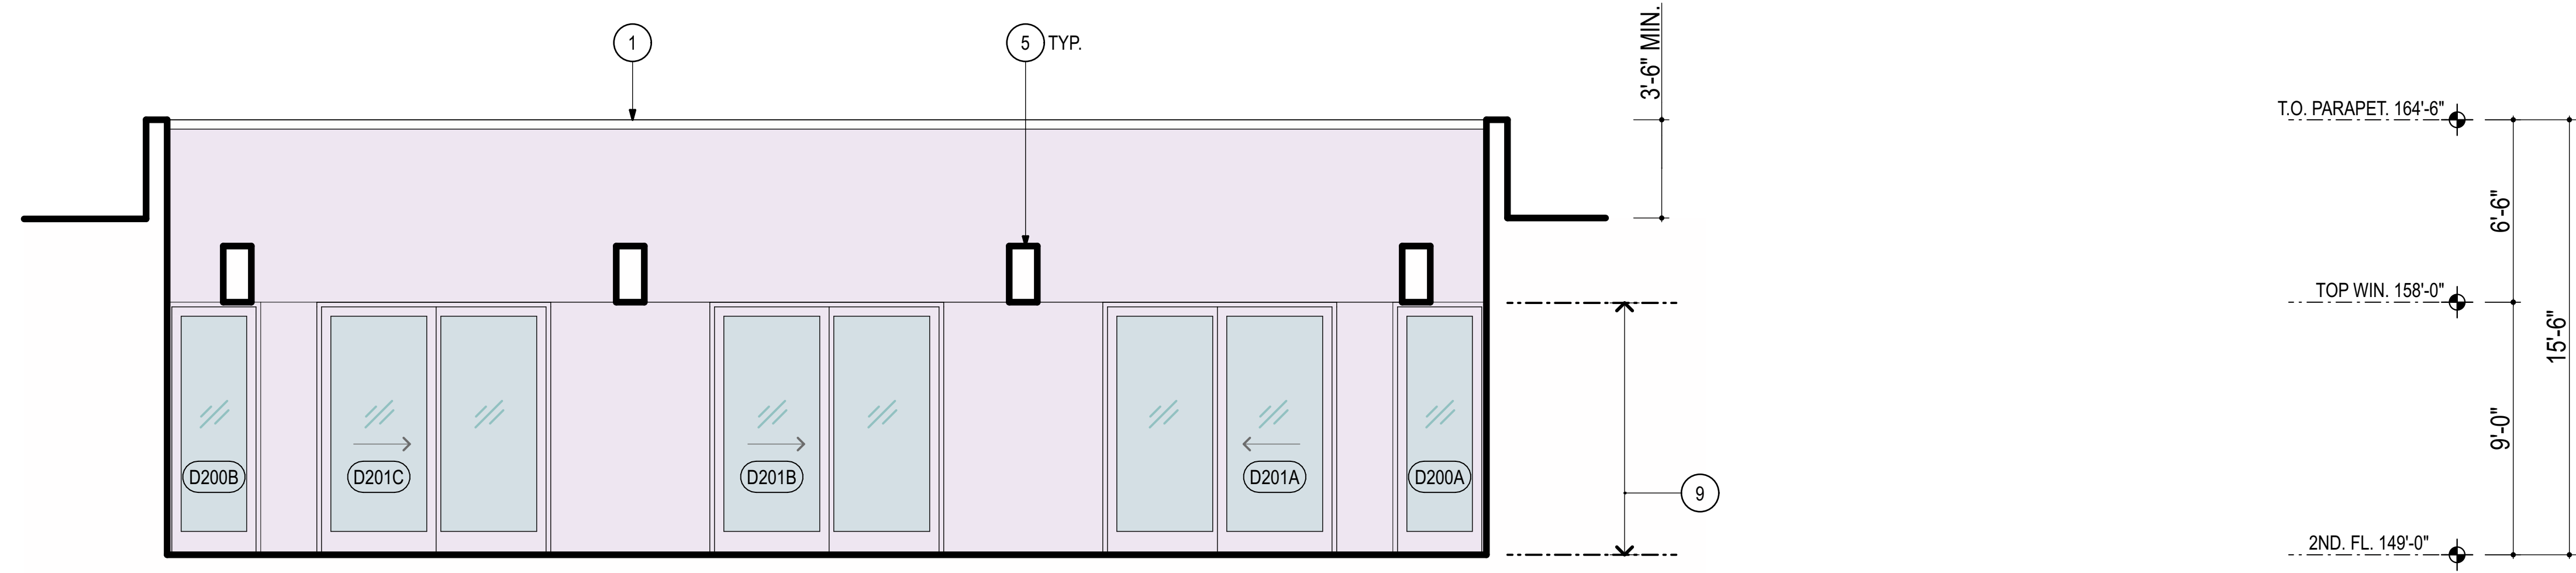 1
5 TYP.
3'-6" MIN.
T.O. PARAPET. 164'-6"
6'-6"
TOP WIN. 158'-0"
15'-6"
9'-0"
D200B
D201C
D201B
D201A
D200A
9
2ND. FL. 149'-0"